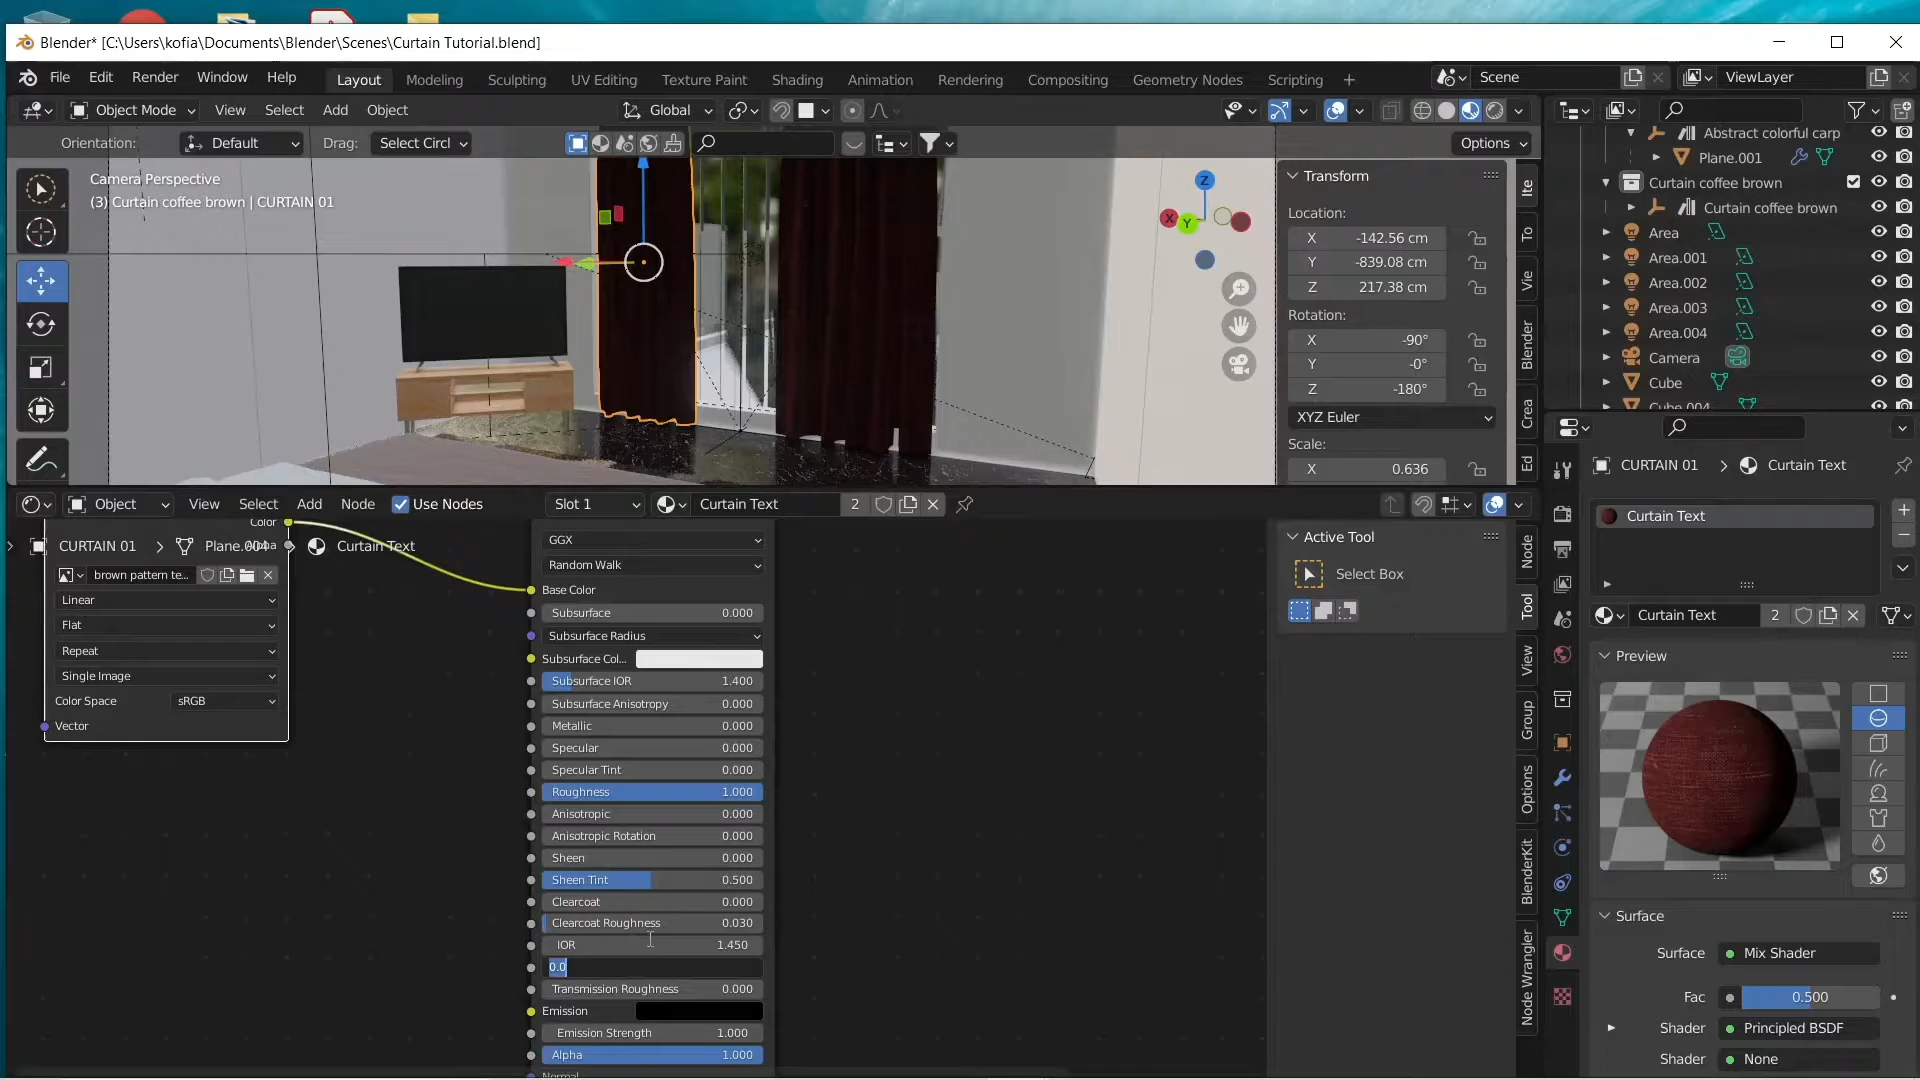 Blender* [C:\Users\kofia\Documents\Blender\Scenes\Curtain Tutorial.blend]
File Edit Render Window Help Layout Modeling Sculpting UV Editing Texture Paint Shading Animation Rendering Compositing Geometry Nodes Scripting + Scene ViewLayer
Object Mode View Select Add Object Global
Orientation: Default Drag: Select Circl Options
Camera Perspective
(3) Curtain coffee brown | CURTAIN 01
Z
X
Y
Transform
Location:
X -142.56 cm
Y -839.08 cm
Z 217.38 cm
Rotation:
X -90°
Y -0°
Z -180°
XYZ Euler
Scale:
X 0.636
Ite
To
Vie
Blender
Crea
Ed
Abstract colorful carp
Plane.001
Curtain coffee brown
Curtain coffee brown
Area
Area.001
Area.002
Area.003
Area.004
Camera
Cube
Cube.004
Object View Select Add Node Use Nodes Slot 1 Curtain Text 2
CURTAIN 01 > Plane.004 > Curtain Text
Color
Alpha
brown pattern te...
Linear
Flat
Repeat
Single Image
Color Space sRGB
Vector
GGX
Random Walk
Base Color
Subsurface 0.000
Subsurface Radius
Subsurface Col...
Subsurface IOR 1.400
Subsurface Anisotropy 0.000
Metallic 0.000
Specular 0.000
Specular Tint 0.000
Roughness 1.000
Anisotropic 0.000
Anisotropic Rotation 0.000
Sheen 0.000
Sheen Tint 0.500
Clearcoat 0.000
Clearcoat Roughness 0.030
IOR 1.450
0.0
Transmission Roughness 0.000
Emission
Emission Strength 1.000
Alpha 1.000
Normal
Active Tool
Select Box
Node
Tool
View
Group
Options
BlenderKit
Node Wrangler
CURTAIN 01 > Curtain Text
Curtain Text
Curtain Text 2
Preview
Surface
Surface Mix Shader
Fac 0.500
Shader Principled BSDF
Shader None